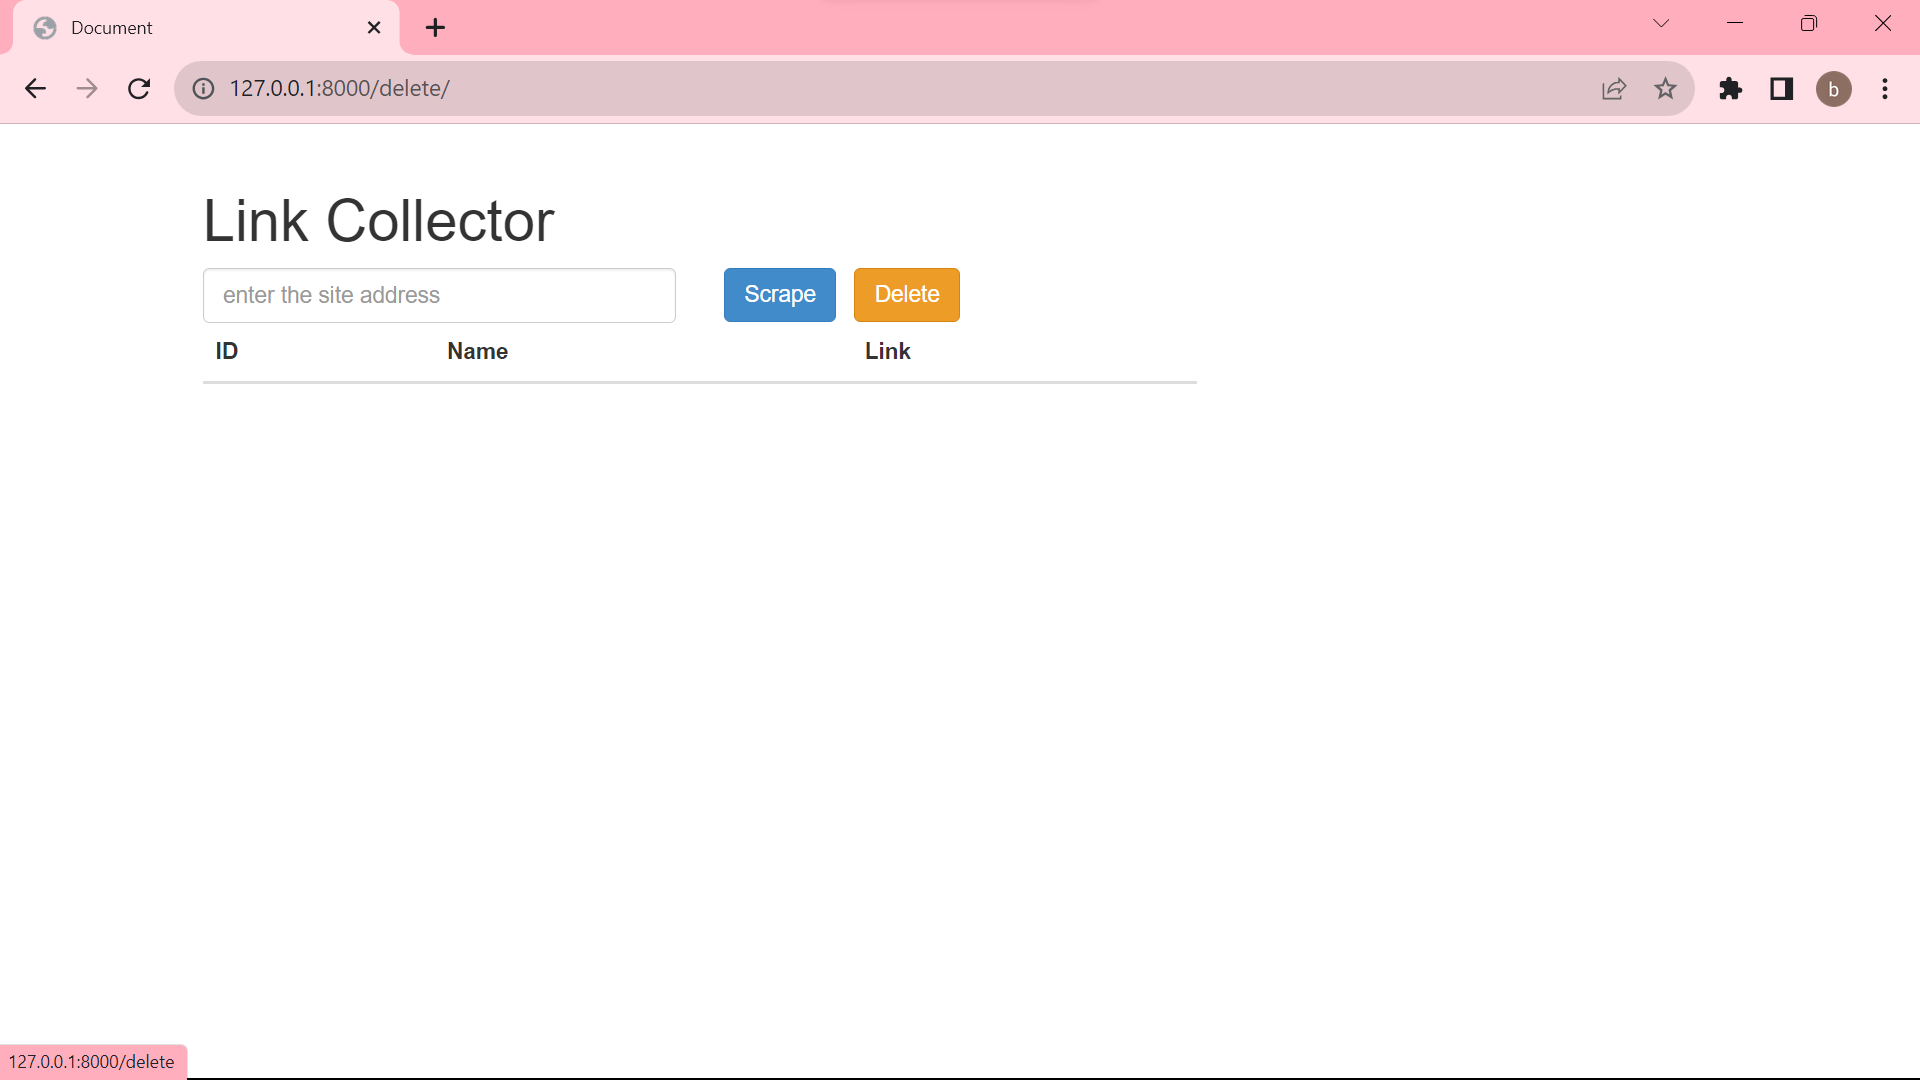 Document
127.0.0.1:8000/delete/
b
Link Collector
enter the site address
Scrape
Delete
ID Name Link
127.0.0.1:8000/delete